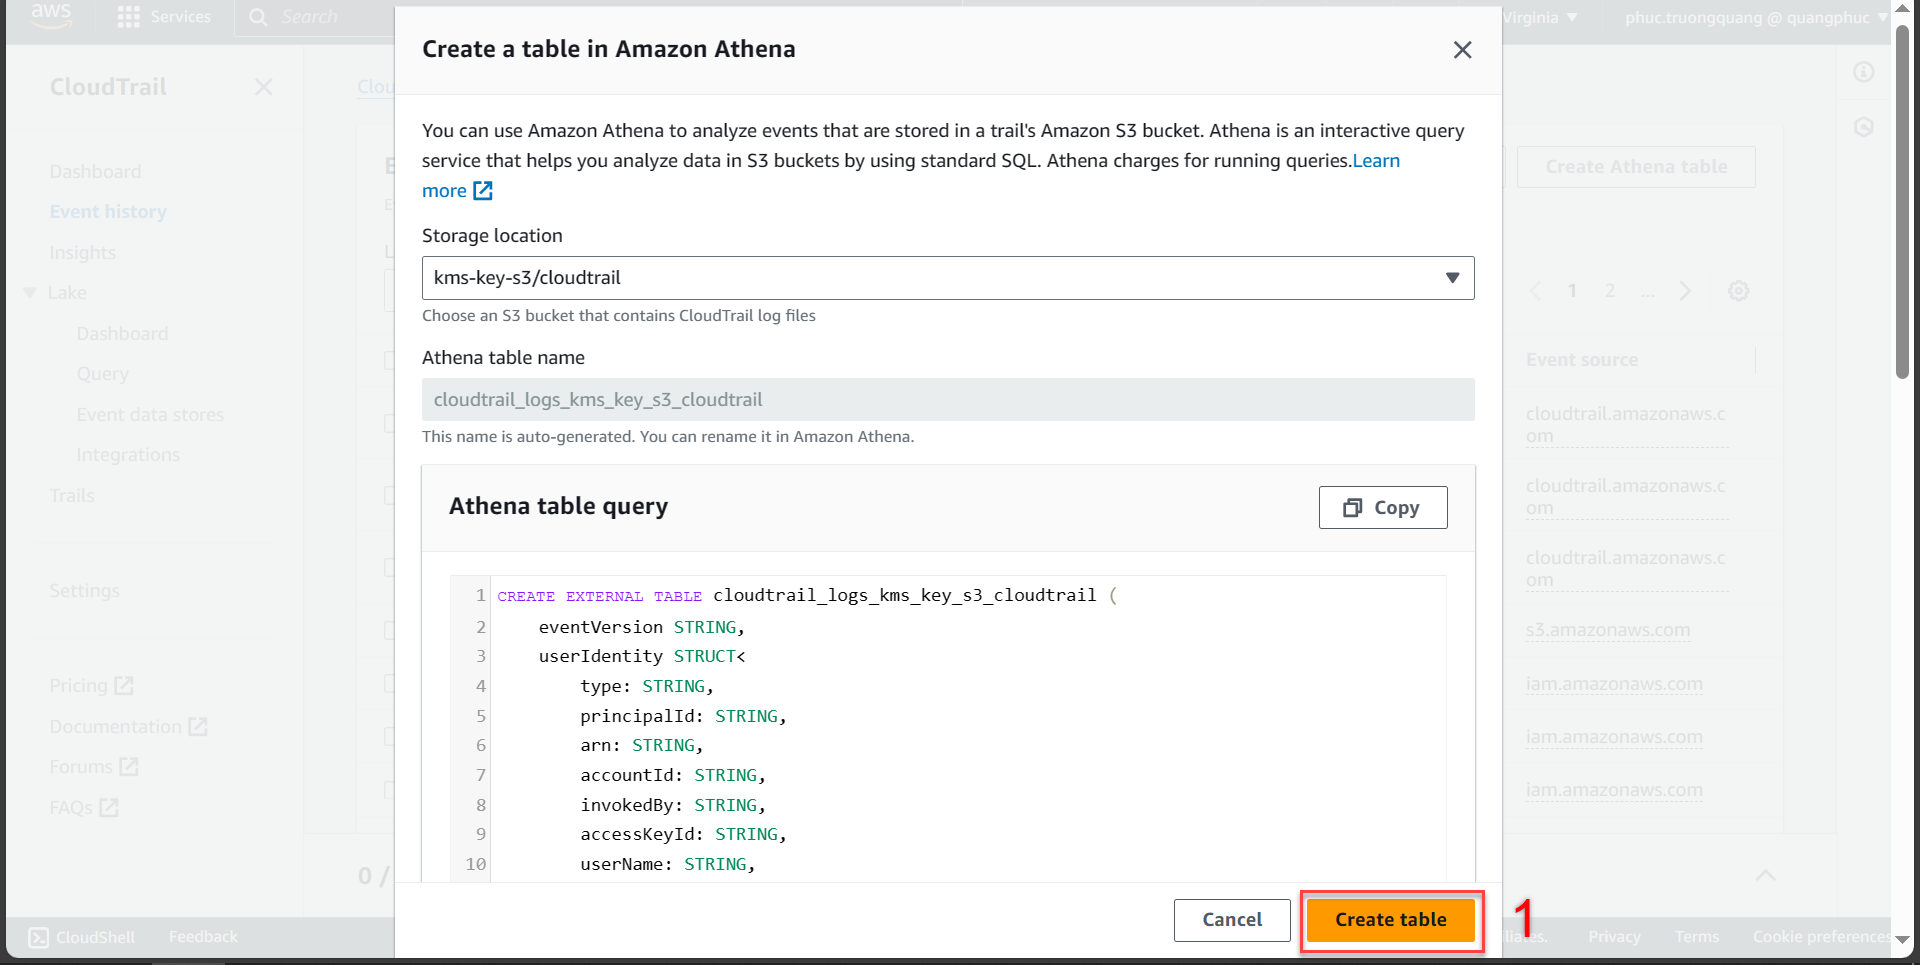 aws
Services
Search
Virginia
phuc.truongquang @ quangphuc
CloudTrail
Dashboard
Event history
Insights
Lake
Dashboard
Query
Event data stores
Integrations
Trails
Settings
Pricing
Documentation
Forums
FAQs
Clou
E
L
0 /
Create a table in Amazon Athena
You can use Amazon Athena to analyze events that are stored in a trail's Amazon S3 bucket. Athena is an interactive query
service that helps you analyze data in S3 buckets by using standard SQL. Athena charges for running queries.Learn
more
Storage location
kms-key-s3/cloudtrail
Choose an S3 bucket that contains CloudTrail log files
Athena table name
cloudtrail_logs_kms_key_s3_cloudtrail
This name is auto-generated. You can rename it in Amazon Athena.
Athena table query
Copy
1 CREATE EXTERNAL TABLE cloudtrail_logs_kms_key_s3_cloudtrail (
2 eventVersion STRING,
3 userIdentity STRUCT<
4 type: STRING,
5 principalId: STRING,
6 arn: STRING,
7 accountId: STRING,
8 invokedBy: STRING,
9 accessKeyId: STRING,
10 userName: STRING,
Cancel
Create table
1
Create Athena table
1 2 ...
Event source
cloudtrail.amazonaws.c
om
cloudtrail.amazonaws.c
om
cloudtrail.amazonaws.c
om
s3.amazonaws.com
iam.amazonaws.com
iam.amazonaws.com
iam.amazonaws.com
CloudShell
Feedback
Privacy
Terms
Cookie preferences